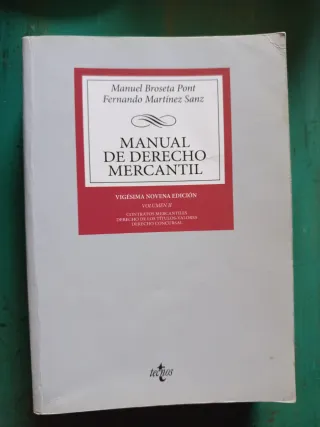 Manuel Broseta Pont
Fernando Martínez Sanz
MANUAL
DE DERECHO
MERCANTIL
VIGÉSIMA NOVENA EDICIÓN
VOLUMEN II
CONTRATOS MERCANTILES
DERECHO DE LOS TÍTULOS-VALORES
DERECHO CONCURSAL
tecnos